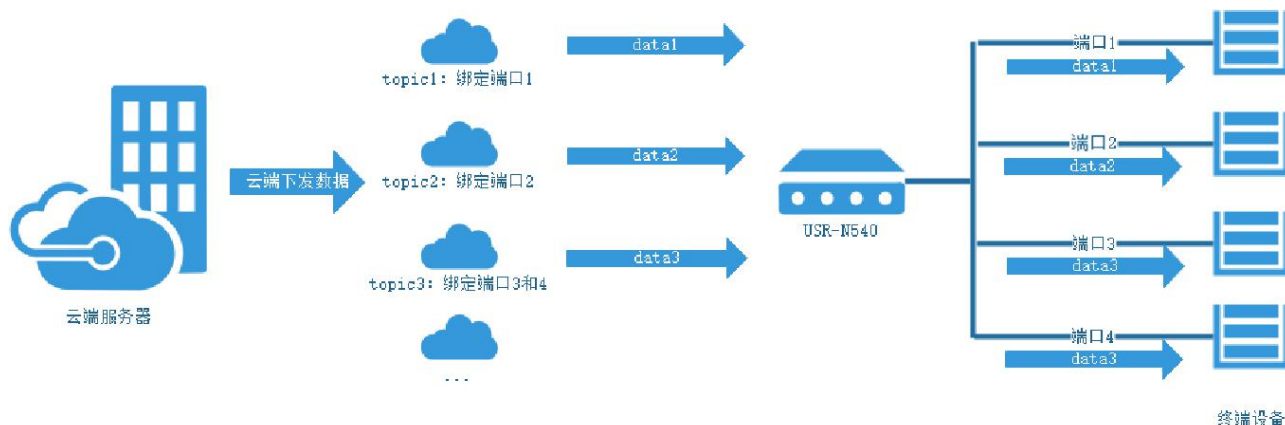 data1
端口1
data1
topic1: 绑定端口1
端口2
云端下发数据
data2
data2
topic2: 绑定端口2
USR-N540
端口3
data3
data3
topic3: 绑定端口3和4
云端服务器
端口4
data3
...
终端设备